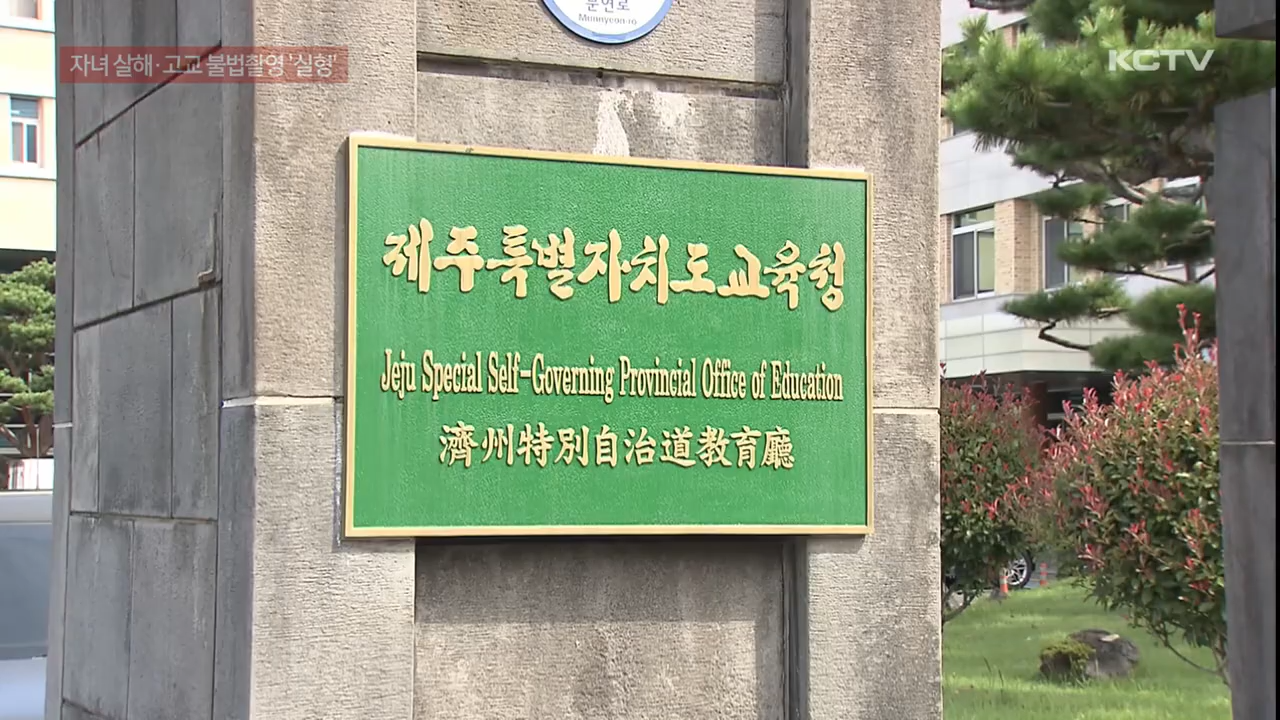 문연로
Munnyeon-ro
자녀 살해·고교 불법촬영 '실형'
KCTV
제주특별자치도교육청
Jeju Special Self-Governing Provincial Office of Education
濟州特別自治道教育廳